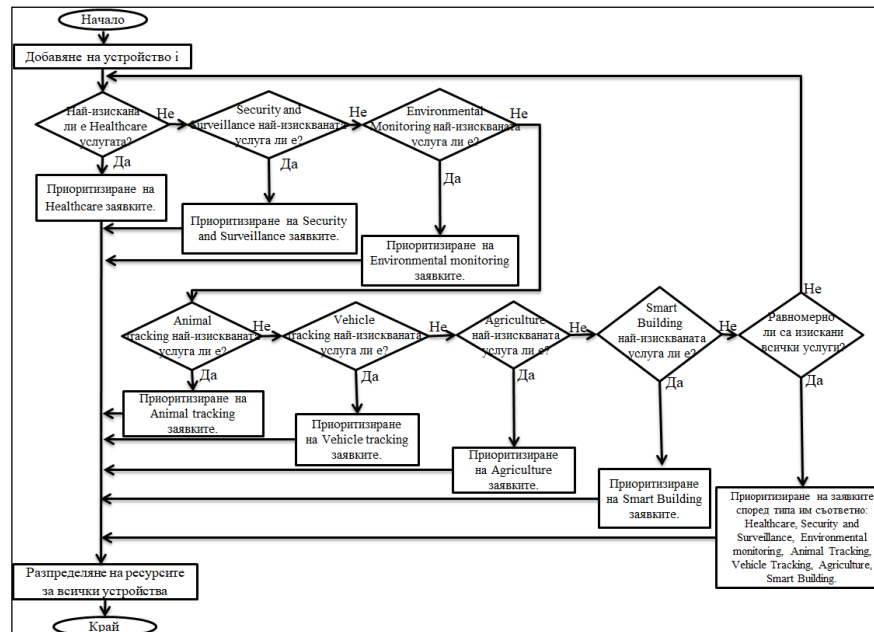 Начало
Добавяне на устройство i
Най-искана
ли е Healthcare
услугата?
Не
Да
Security and
Surveillance най-изискваната
услуга ли е?
Не
Да
Environmental
Monitoring най-изискваната
услуга ли е?
Не
Да
Приоритизиране на
Healthcare заявките.
Приоритизиране на Security
and Surveillance заявките.
Приоритизиране на
Environmental monitoring
заявките.
Animal
tracking най-изискваната
услуга ли е?
Не
Да
Vehicle
tracking най-изискваната
услуга ли е?
Не
Да
Agriculture
най-изискваната
услуга ли е?
Не
Да
Smart
Building
най-изискваната
услуга ли е?
Не
Да
Равномерно
ли са изискани
всички услуги?
Не
Да
Приоритизиране на
Animal tracking
заявките.
Приоритизиране
на Vehicle tracking
заявките.
Приоритизиране
на Agriculture
заявките.
Приоритизиране
на Smart Building
заявките.
Приоритизиране на заявките
според типа им съответно:
Healthcare, Security and
Surveillance, Environmental
monitoring, Animal Tracking,
Vehicle Tracking, Agriculture,
Smart Building.
Разпределяне на ресурсите
за всички устройства
Край